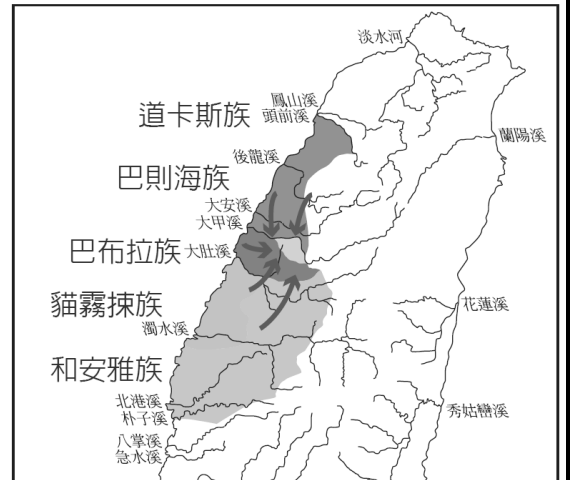 淡水河
鳳山溪
頭前溪
道卡斯族
蘭陽溪
後龍溪
巴則海族
大安溪
大甲溪
巴布拉族
大肚溪
貓霧捒族
花蓮溪
濁水溪
和安雅族
北港溪
朴子溪
秀姑巒溪
八掌溪
急水溪